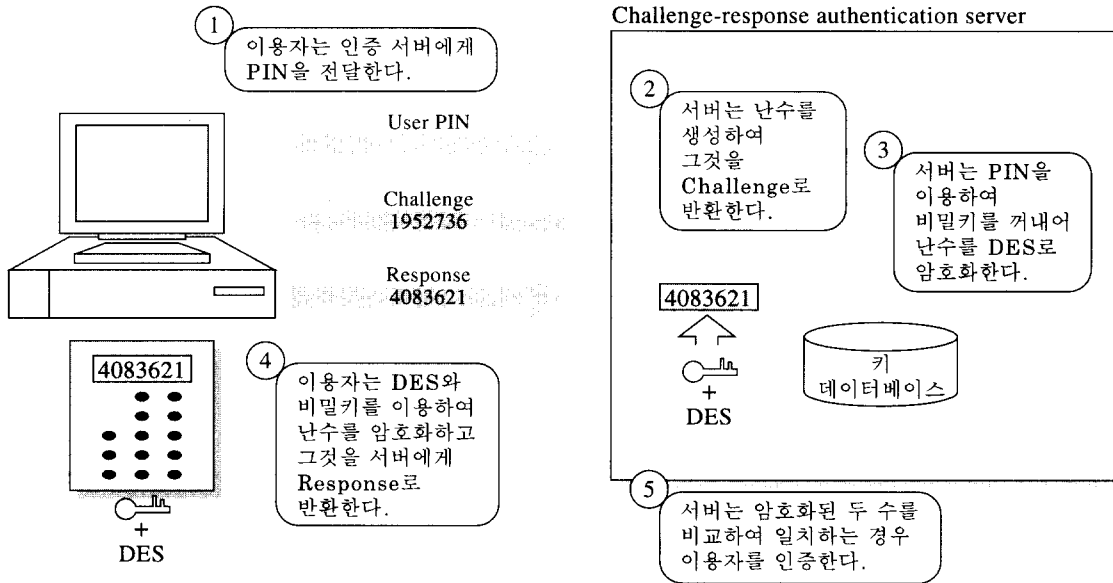 Challenge-response authentication server
1
이용자는 인증 서버에게
PIN을 전달한다.
User PIN
Challenge
1952736
Response
4083621
2
서버는 난수를
생성하여
그것을
Challenge로
반환한다.
3
서버는 PIN을
이용하여
비밀키를 꺼내어
난수를 DES로
암호화한다.
4083621
+
DES
키
데이터베이스
4083621
+
DES
4
이용자는 DES와
비밀키를 이용하여
난수를 암호화하고
그것을 서버에게
Response로
반환한다.
5
서버는 암호화된 두 수를
비교하여 일치하는 경우
이용자를 인증한다.